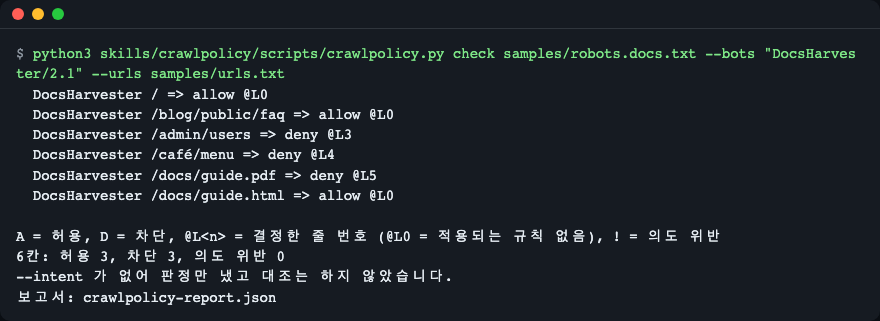 $ python3 skills/crawlpolicy/scripts/crawlpolicy.py check samples/robots.docs.txt --bots "DocsHarves
ter/2.1" --urls samples/urls.txt
DocsHarvester / => allow @L0
DocsHarvester /blog/public/faq => allow @L0
DocsHarvester /admin/users => deny @L3
DocsHarvester /café/menu => deny @L4
DocsHarvester /docs/guide.pdf => deny @L5
DocsHarvester /docs/guide.html => allow @L0
A = 허용, D = 차단, @L<n> = 결정한 줄 번호 (@L0 = 적용되는 규칙 없음), ! = 의도 위반
6칸: 허용 3, 차단 3, 의도 위반 0
--intent 가 없어 판정만 냈고 대조는 하지 않았습니다.
보고서: crawlpolicy-report.json